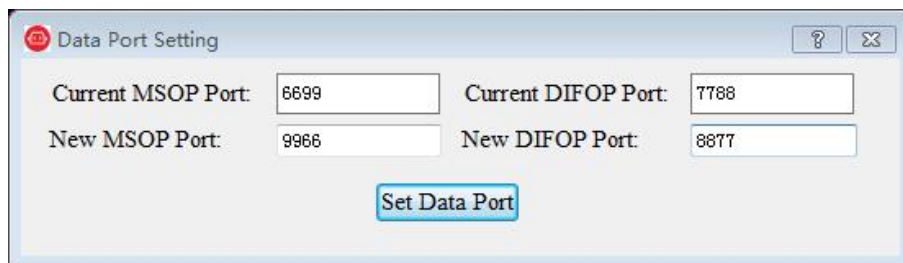 Data Port Setting
Current MSOP Port: 6699 Current DIFOP Port: 7788
New MSOP Port: 9966 New DIFOP Port: 8877
Set Data Port